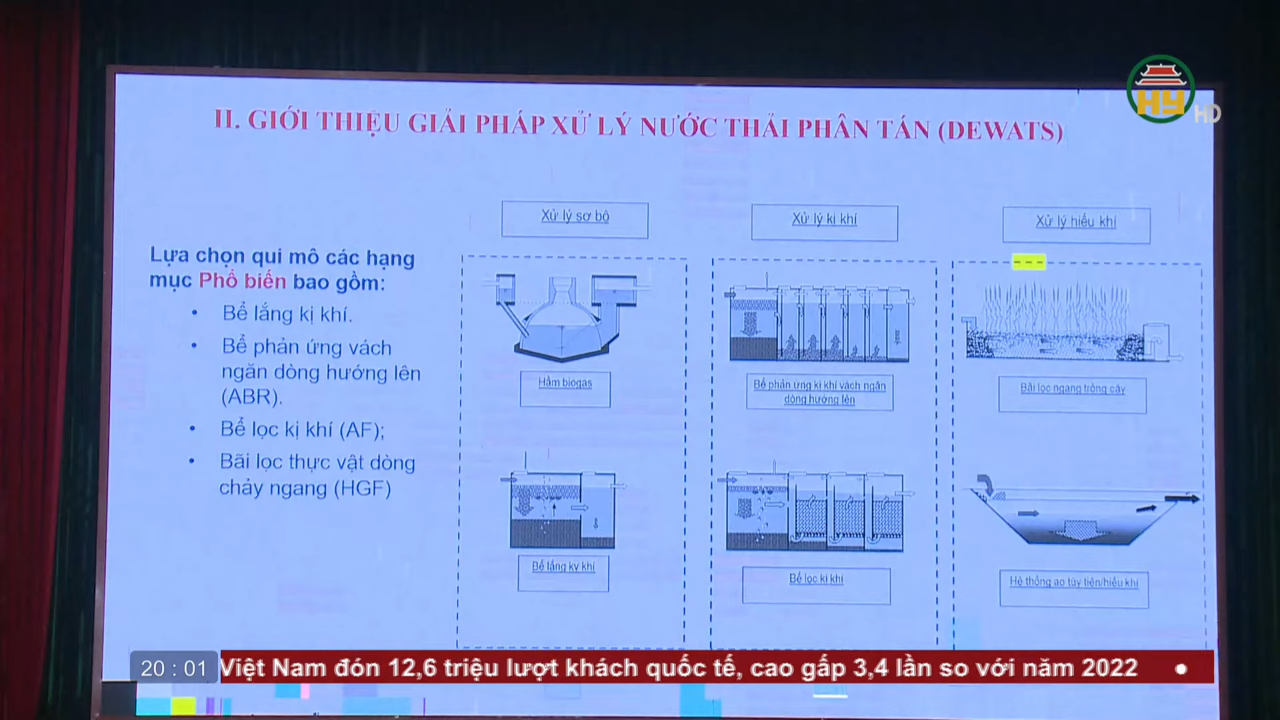 HY
HD
II. GIỚI THIỆU GIẢI PHÁP XỬ LÝ NƯỚC THẢI PHÂN TÁN (DEWATS)
Lựa chọn qui mô các hạng
mục Phổ biến bao gồm:
• Bể lắng kị khí.
• Bể phản ứng vách
ngăn dòng hướng lên
(ABR).
• Bể lọc kị khí (AF);
• Bãi lọc thực vật dòng
chảy ngang (HGF)
Xử lý sơ bộ
Hầm biogas
Bể lắng kỵ khí
Xử lý kị khí
Bể phản ứng kị khí vách ngăn
dòng hướng lên
Bể lọc kị khí
Xử lý hiếu khí
Bãi lọc ngang trồng cây
Hệ thống ao tùy tiện/hiếu khí
20 : 01
Việt Nam đón 12,6 triệu lượt khách quốc tế, cao gấp 3,4 lần so với năm 2022